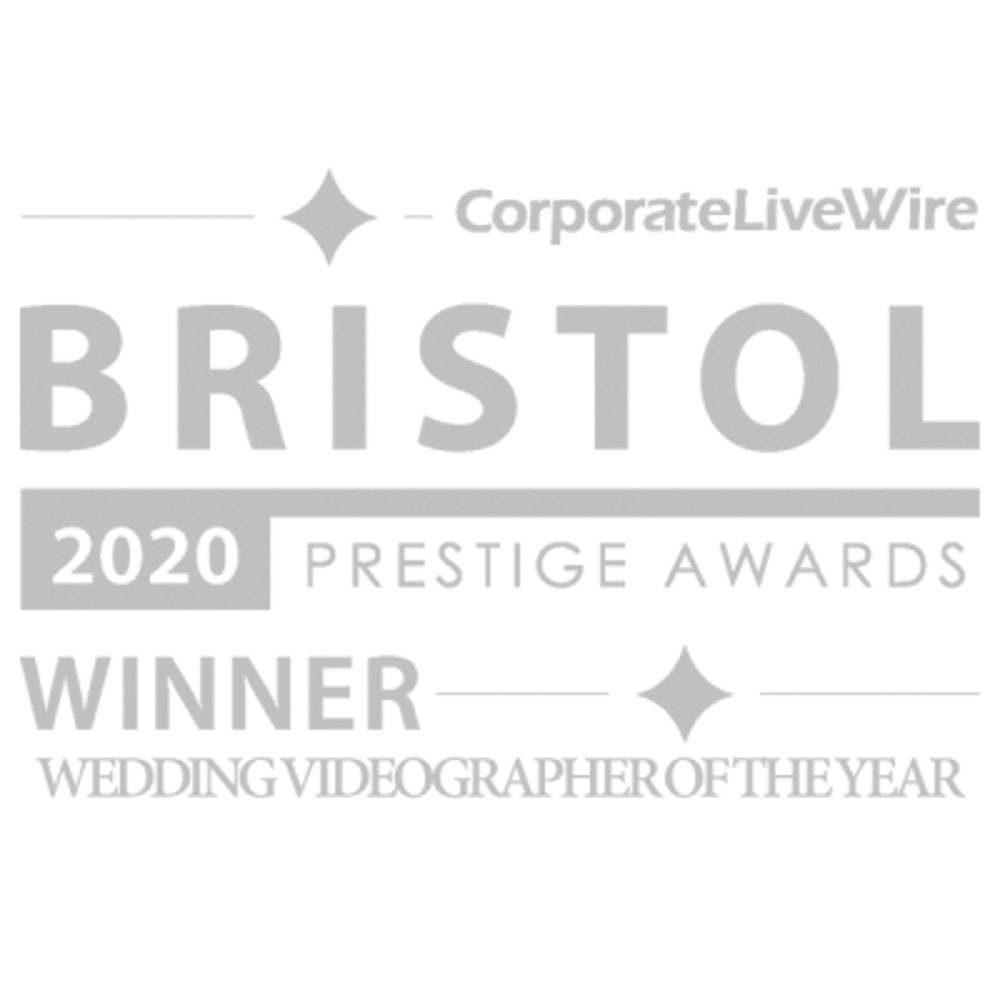 CorporateLiveWire
BRISTOL
2020 PRESTIGE AWARDS
WINNER
WEDDING VIDEOGRAPHER OF THE YEAR